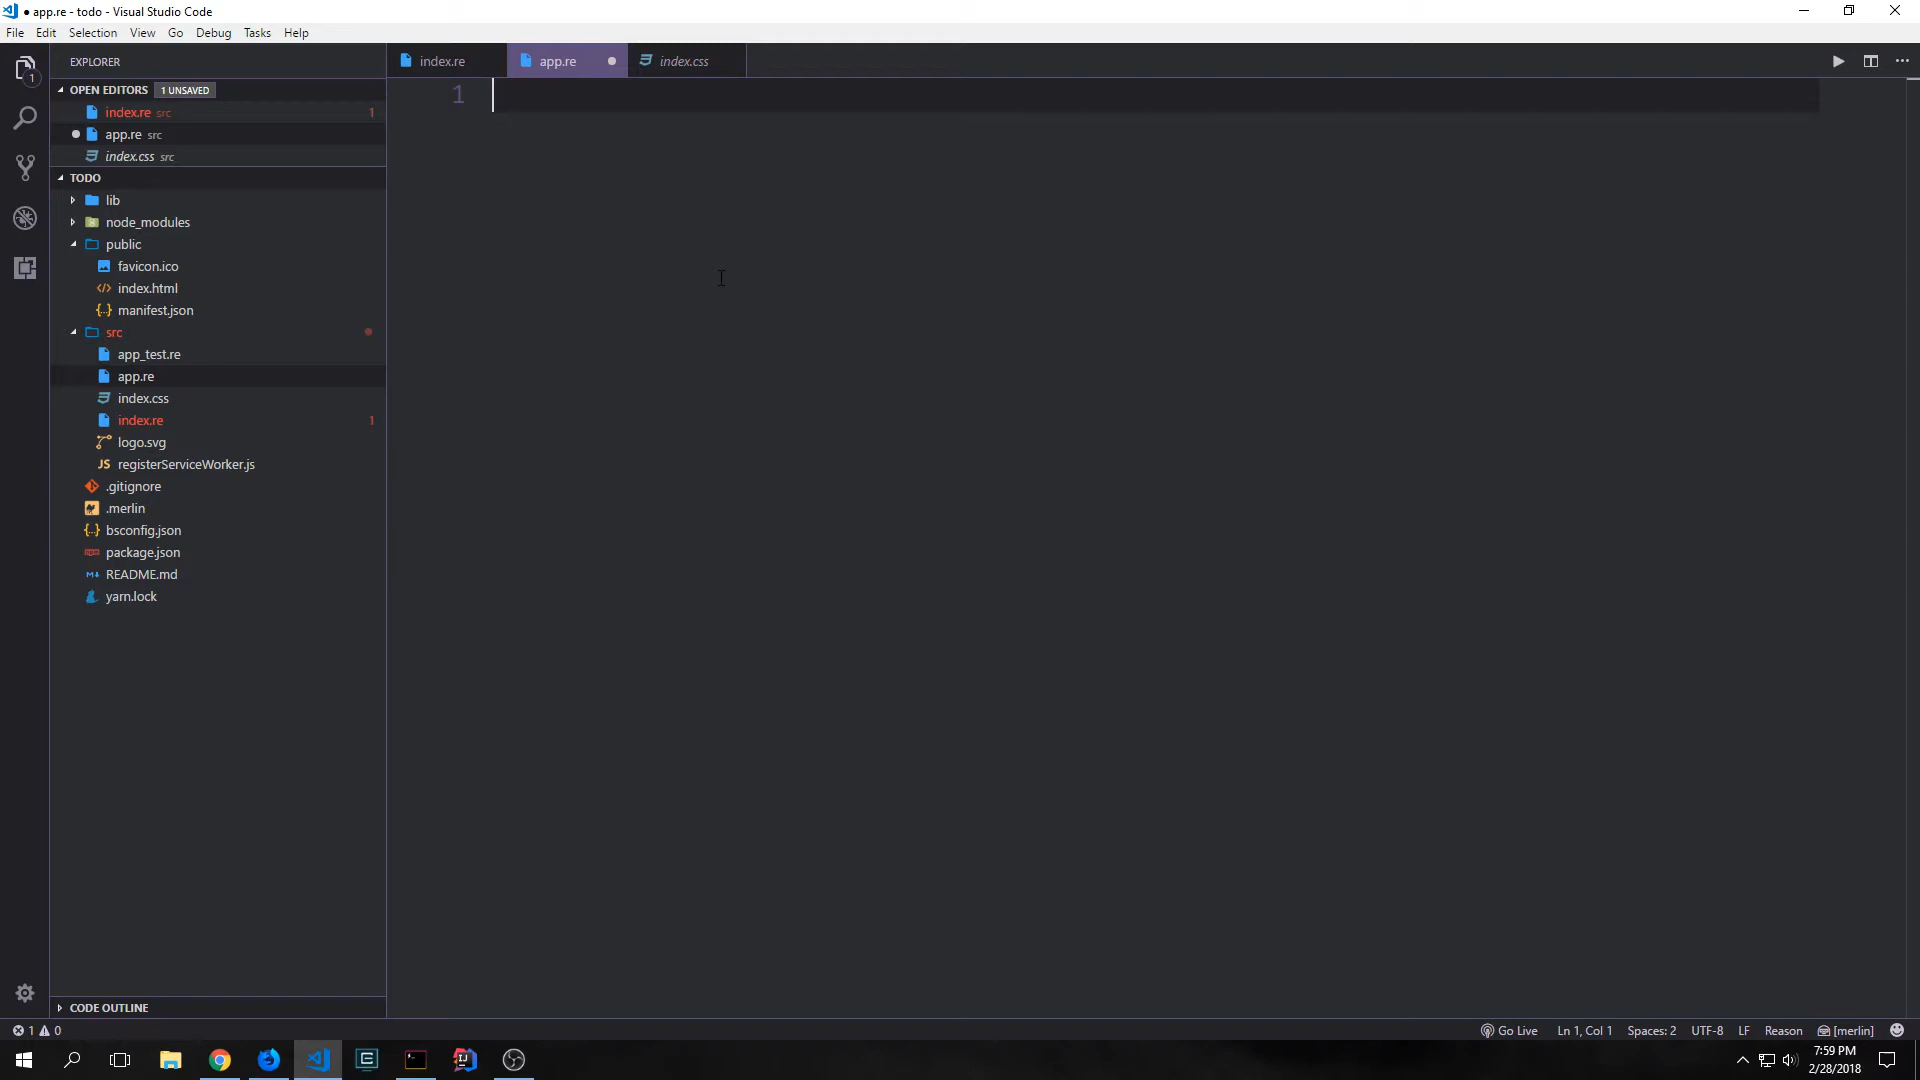 ● app.re - todo - Visual Studio Code
File Edit Selection View Go Debug Tasks Help
1
EXPLORER
OPEN EDITORS 1 UNSAVED
index.re src 1
app.re src
index.css src
TODO
lib
node_modules
public
favicon.ico
index.html
manifest.json
src
app_test.re
app.re
index.css
index.re 1
logo.svg
JS registerServiceWorker.js
.gitignore
.merlin
bsconfig.json
package.json
README.md
yarn.lock
CODE OUTLINE
index.re app.re index.css
1
1 0
Go Live Ln 1, Col 1 Spaces: 2 UTF-8 LF Reason [merlin]
7:59 PM
2/28/2018